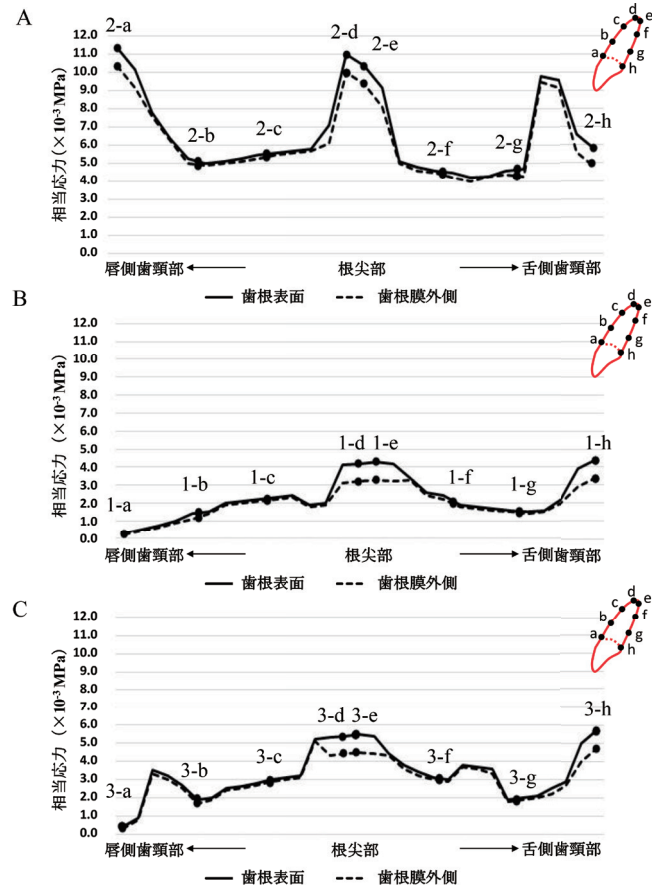 A
相当応力(×10⁻³ MPa)
12.0
11.0
10.0
9.0
8.0
7.0
6.0
5.0
4.0
3.0
2.0
1.0
0.0
2-a
2-b
2-c
2-d
2-e
2-f
2-g
2-h
a
b
c
d
e
f
g
h
唇側歯頸部
根尖部
舌側歯頸部
歯根表面
歯根膜外側
B
相当応力 (×10⁻³ MPa)
12.0
11.0
10.0
9.0
8.0
7.0
6.0
5.0
4.0
3.0
2.0
1.0
0.0
1-a
1-b
1-c
1-d
1-e
1-f
1-g
1-h
a
b
c
d
e
f
g
h
唇側歯頸部
根尖部
舌側歯頸部
歯根表面
歯根膜外側
C
相当応力 (×10⁻³ MPa)
12.0
11.0
10.0
9.0
8.0
7.0
6.0
5.0
4.0
3.0
2.0
1.0
0.0
3-a
3-b
3-c
3-d
3-e
3-f
3-g
3-h
a
b
c
d
e
f
g
h
唇側歯頸部
根尖部
舌側歯頸部
歯根表面
歯根膜外側